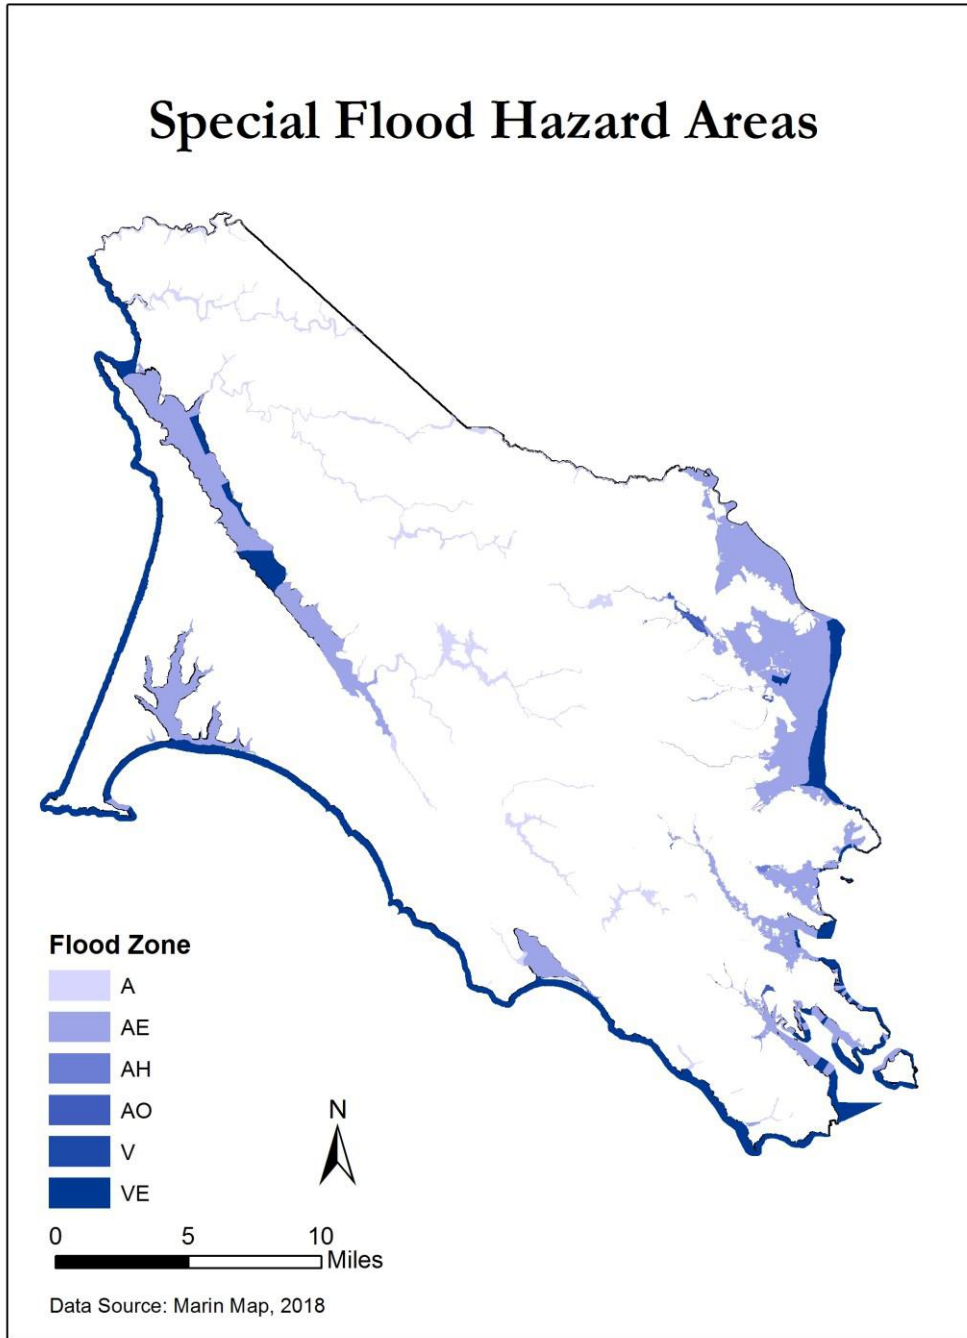 Special Flood Hazard Areas
Flood Zone
A
AE
AH
AO
V
VE
N
0 5 10
Miles
Data Source: Marin Map, 2018